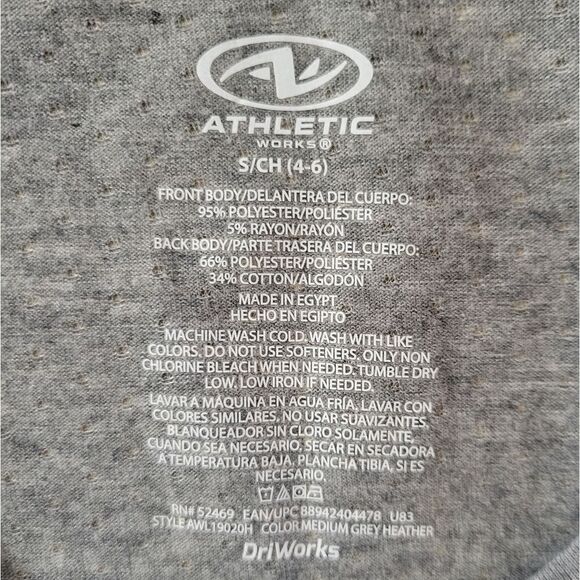 ATHLETIC
WORKS®
S/CH (4-6)
FRONT BODY/DELANTERA DEL CUERPO:
95% POLYESTER/POLIÉSTER
5% RAYON/RAYÓN
BACK BODY/PARTE TRASERA DEL CUERPO:
66% POLYESTER/POLIÉSTER
34% COTTON/ALGODÓN
MADE IN EGYPT
HECHO EN EGIPTO
MACHINE WASH COLD. WASH WITH LIKE
COLORS. DO NOT USE SOFTENERS. ONLY NON
CHLORINE BLEACH WHEN NEEDED. TUMBLE DRY
LOW. LOW IRON IF NEEDED.
LAVAR A MÁQUINA EN AGUA FRÍA. LAVAR CON
COLORES SIMILARES. NO USAR SUAVIZANTES.
BLANQUEADOR SIN CLORO SOLAMENTE,
CUANDO SEA NECESARIO, SECAR EN SECADORA
A TEMPERATURA BAJA. PLANCHA TIBIA, SI ES
NECESARIO.
RN# 52469 EAN/UPC 88942404478 U83
STYLE AWL19020H COLOR MEDIUM GREY HEATHER
DriWorks